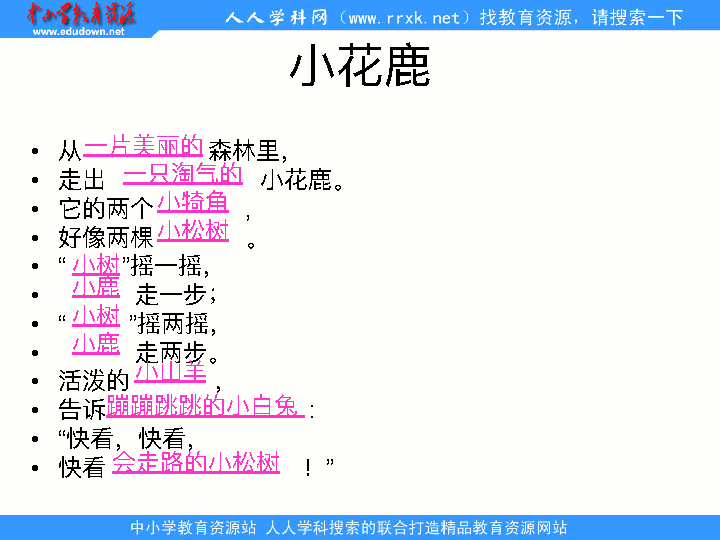 中小学教育资源
www.edudown.net
人人学科网（www.rrxk.net）找教育资源，请搜索一下
小花鹿
• 从一片美丽的 森林里，
• 走出 一只淘气的 小花鹿。
• 它的两个小犄角 ，
• 好像两棵小松树 。
• “ 小树”摇一摇，
• 小鹿 走一步；
• “ 小树 ”摇两摇，
• 小鹿 走两步。
• 活泼的小山羊 ，
• 告诉蹦蹦跳跳的小白兔 ：
• “快看，快看，
• 快看 会走路的小松树 ！”
中小学教育资源站 人人学科搜索的联合打造精品教育资源网站